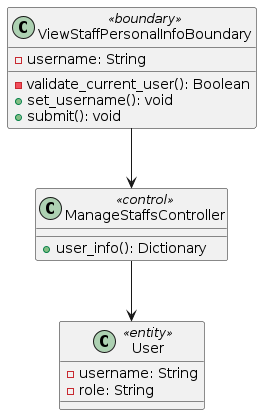 C «boundary»
ViewStaffPersonalInfoBoundary
username: String
validate_current_user(): Boolean
set_username(): void
submit(): void
C «control»
ManageStaffsController
user_info(): Dictionary
C «entity»
User
username: String
role: String